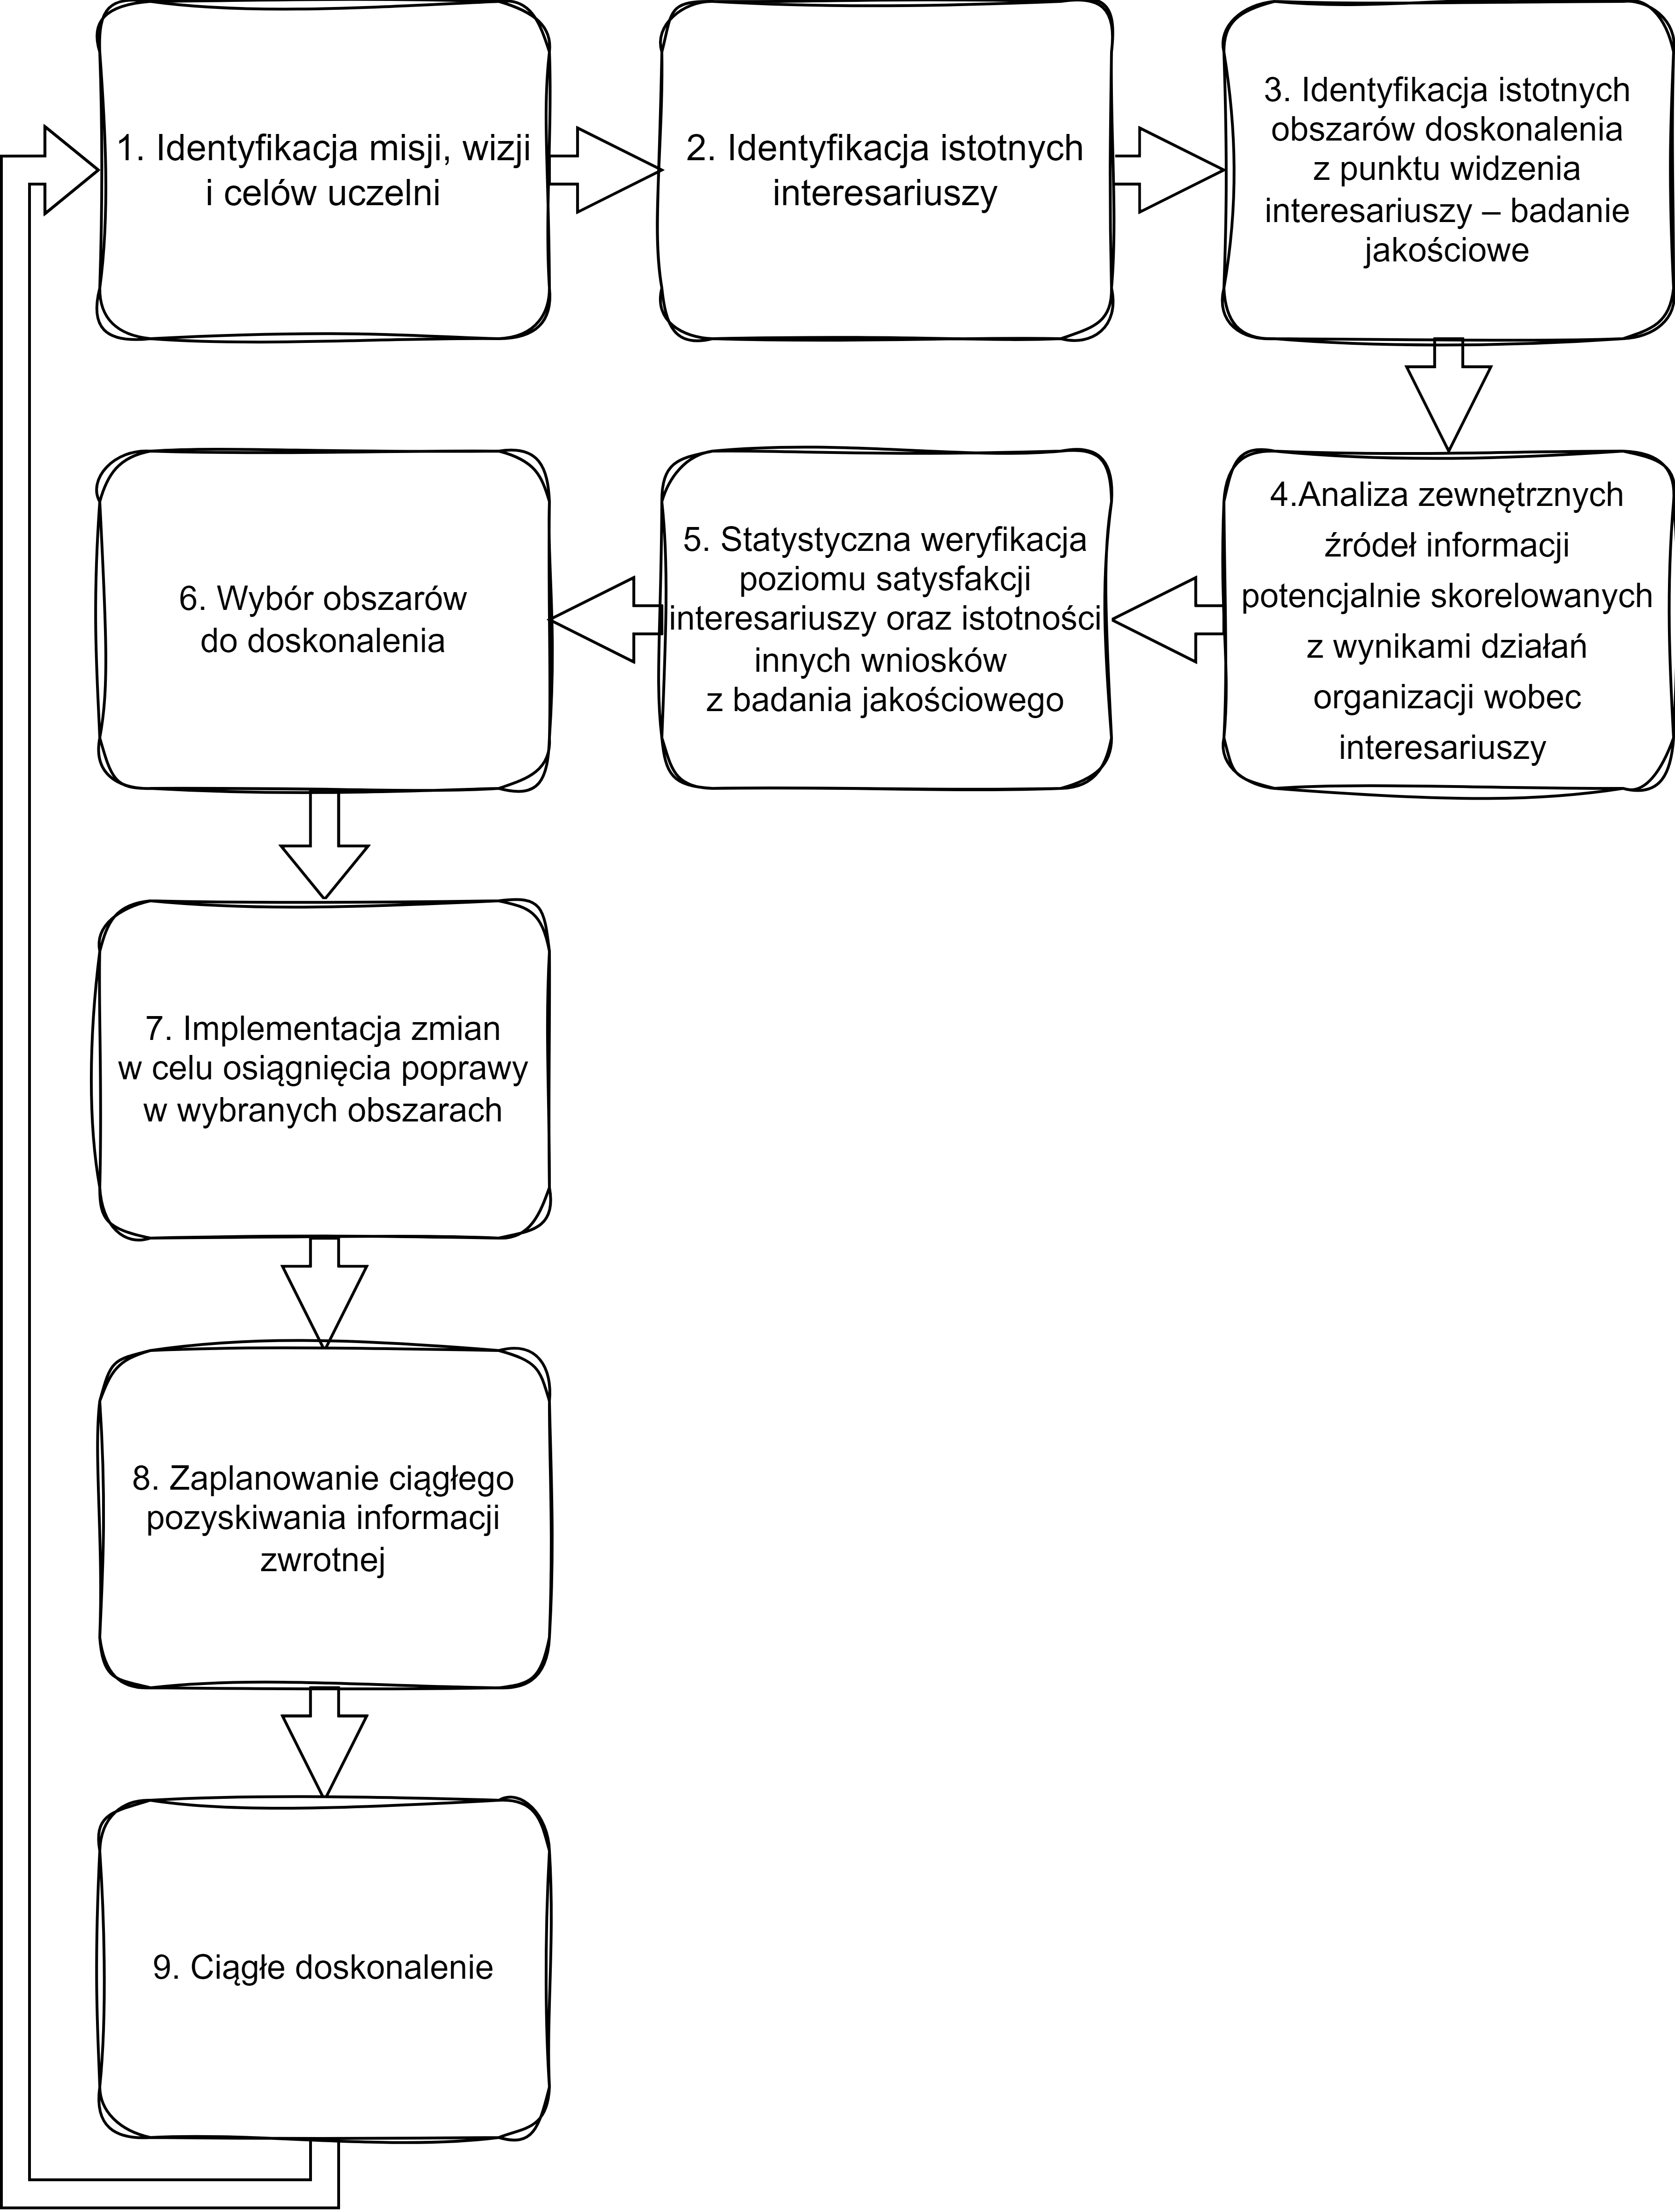 1. Identyfikacja misji, wizji
i celów uczelni
2. Identyfikacja istotnych
interesariuszy
3. Identyfikacja istotnych
obszarów doskonalenia
z punktu widzenia
interesariuszy – badanie
jakościowe
4.Analiza zewnętrznych
źródeł informacji
potencjalnie skorelowanych
z wynikami działań
organizacji wobec
interesariuszy
5. Statystyczna weryfikacja
poziomu satysfakcji
interesariuszy oraz istotności
innych wniosków
z badania jakościowego
6. Wybór obszarów
do doskonalenia
7. Implementacja zmian
w celu osiągnięcia poprawy
w wybranych obszarach
8. Zaplanowanie ciągłego
pozyskiwania informacji
zwrotnej
9. Ciągłe doskonalenie